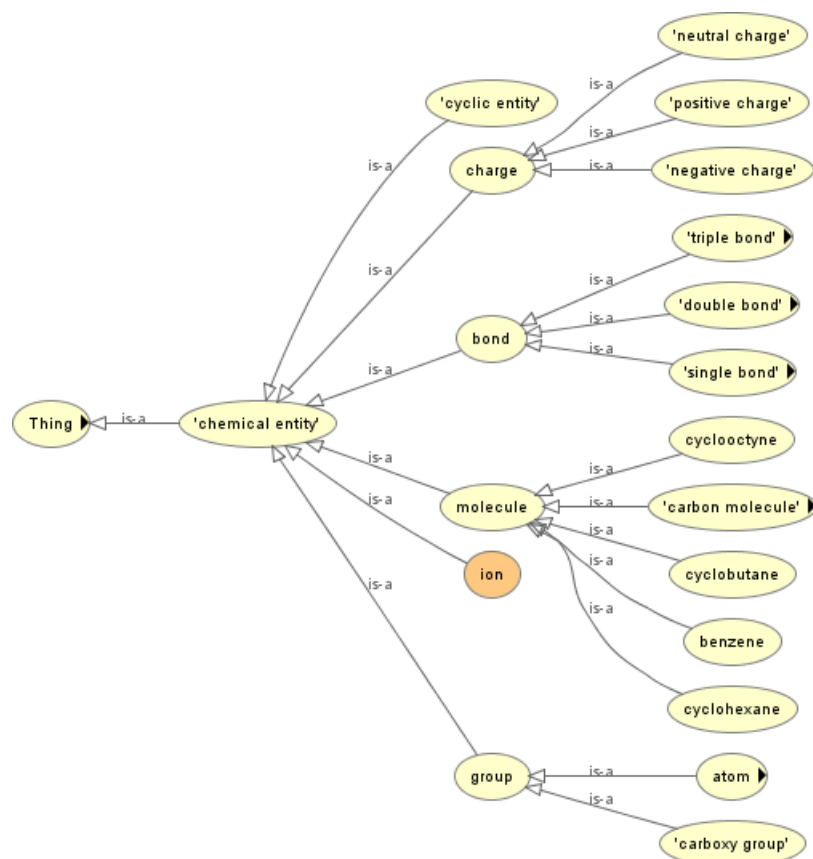 'neutral charge'
is-a
'cyclic entity'
'positive charge'
is-a
is-a
charge
is-a
'negative charge'
'triple bond'
is-a
is-a
'double bond'
is-a
bond
is-a
is-a
'single bond'
Thing
is-a
'chemical entity'
cyclooctyne
is-a
is-a
molecule
is-a
'carbon molecule'
is-a
is-a
ion
cyclobutane
is-a
is-a
is-a
benzene
cyclohexane
group
is-a
atom
is-a
'carboxy group'